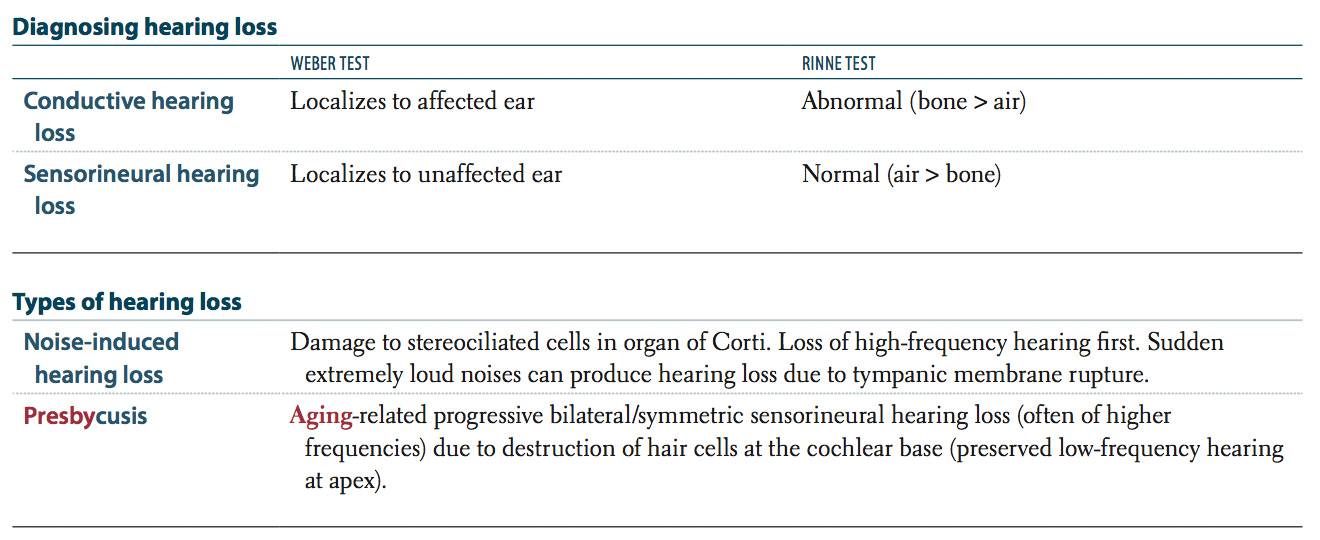 Diagnosing hearing loss
WEBER TEST RINNE TEST
Conductive hearing loss Localizes to affected ear Abnormal (bone > air)
Sensorineural hearing loss Localizes to unaffected ear Normal (air > bone)
Types of hearing loss
Noise-induced hearing loss
Damage to stereociliated cells in organ of Corti. Loss of high-frequency hearing first. Sudden
extremely loud noises can produce hearing loss due to tympanic membrane rupture.
Presbycusis
Aging-related progressive bilateral/symmetric sensorineural hearing loss (often of higher
frequencies) due to destruction of hair cells at the cochlear base (preserved low-frequency hearing
at apex).